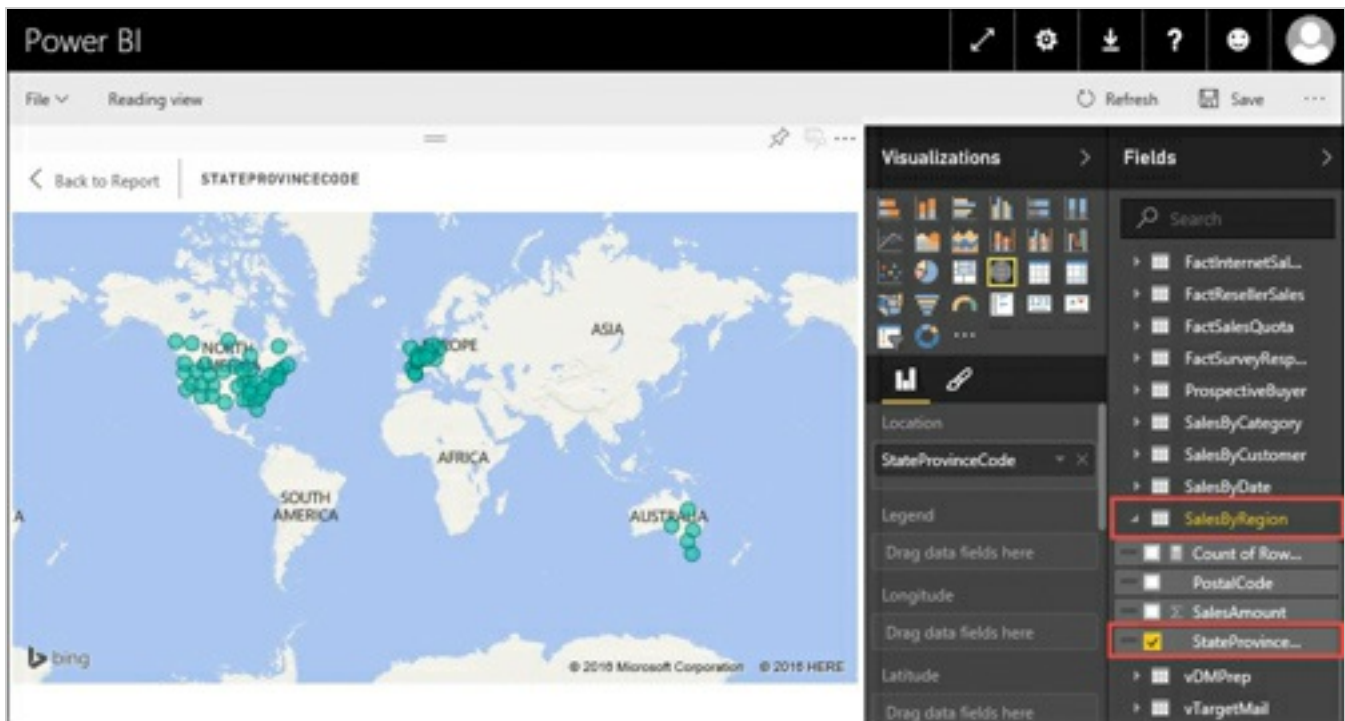 Power BI
File
Reading view
Refresh
Save
Back to Report
STATEPROVINCECODE
NORTH
SOUTH
AMERICA
AFRICA
ASIA
AUSTRALIA
A
bing
© 2016 Microsoft Corporation © 2016 HERE
Visualizations
Location
StateProvinceCode
Legend
Drag data fields here
Longitude
Drag data fields here
Latitude
Drag data fields here
Fields
Search
FactInternetSal...
FactResellerSales
FactSalesQuota
FactSurveyResp...
ProspectiveBuyer
SalesByCategory
SalesByCustomer
SalesByDate
SalesByRegion
Count of Row...
PostalCode
SalesAmount
StateProvince...
vDMPrep
vTargetMail